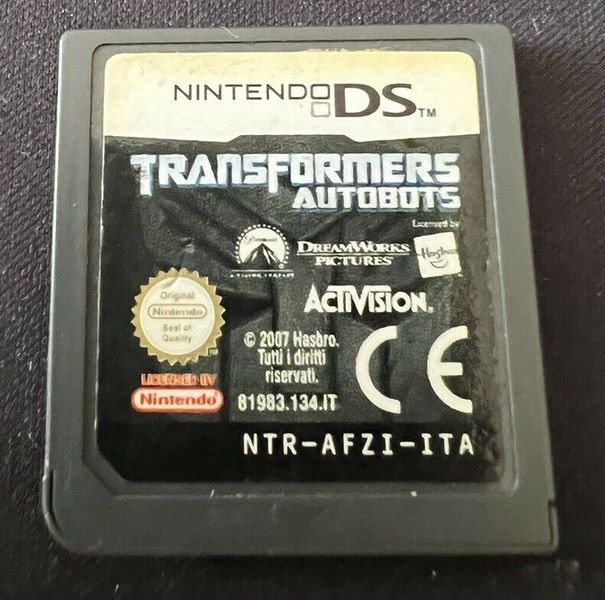 NINTENDO DS™
TRANSFORMERS
AUTOBOTS
Licensed by
Hasbro
Paramount
DREAMWORKS
PICTURES
ACTIVISION.
Original
Nintendo
Seal of
Quality
© 2007 Hasbro.
Tutti i diritti
riservati.
LICENSED BY
Nintendo
81983.134.IT
CE
NTR-AFZI-ITA